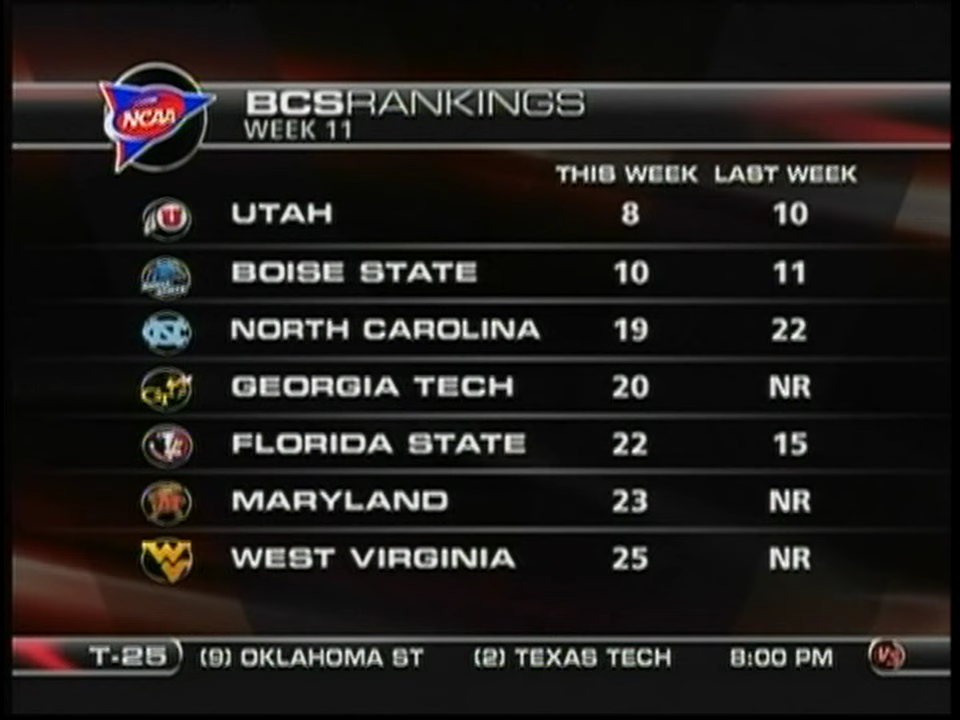 NCAA
BCSRANKINGS
WEEK 11
THIS WEEK LAST WEEK
U UTAH 8 10
BOISE STATE 10 11
NORTH CAROLINA 19 22
GEORGIA TECH 20 NR
FLORIDA STATE 22 15
MARYLAND 23 NR
WV WEST VIRGINIA 25 NR
T-25 (9) OKLAHOMA ST (2) TEXAS TECH 8:00 PM VS